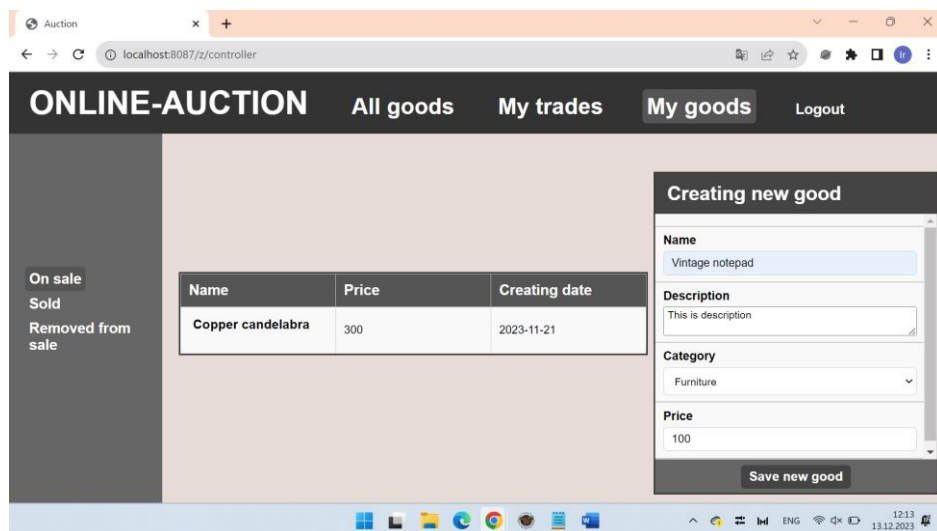 Auction
localhost:8087/z/controller
Ir
ONLINE-AUCTION
All goods
My trades
My goods
Logout
On sale
Sold
Removed from
sale
Name Price Creating date
Copper candelabra 300 2023-11-21
Creating new good
Name
Vintage notepad
Description
This is description
Category
Furniture
Price
100
Save new good
ENG
12:13
13.12.2023